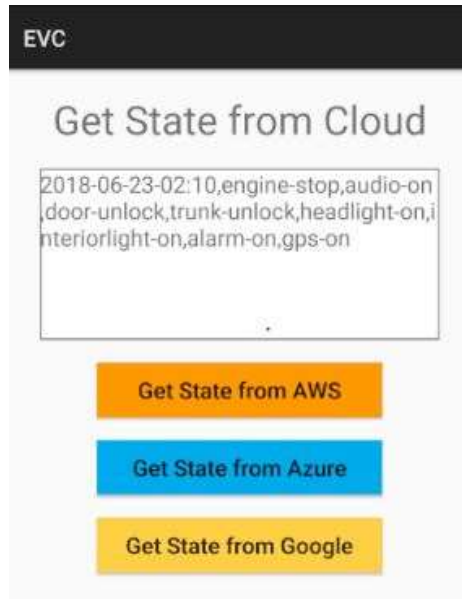 EVC
Get State from Cloud
2018-06-23-02:10,engine-stop,audio-on
,door-unlock,trunk-unlock,headlight-on,i
nteriorlight-on,alarm-on,gps-on
Get State from AWS
Get State from Azure
Get State from Google